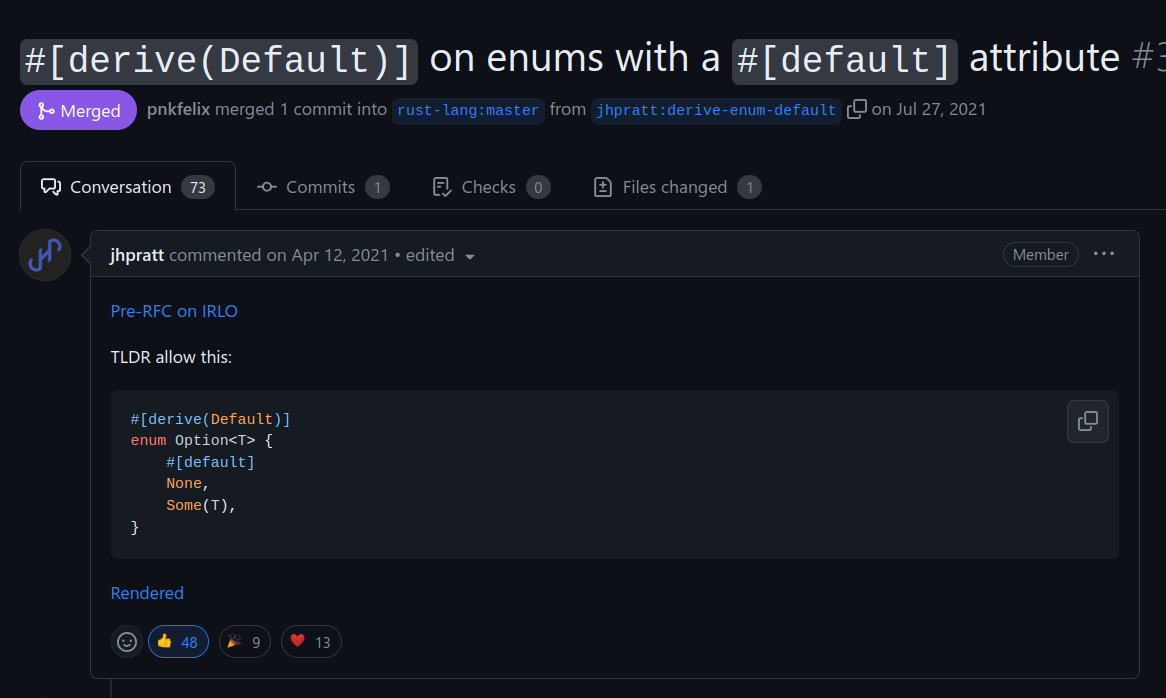 #[derive(Default)] on enums with a #[default] attribute #3
Merged pnkfelix merged 1 commit into rust-lang:master from jhpratt:derive-enum-default on Jul 27, 2021
Conversation 73 Commits 1 Checks 0 Files changed 1
jhpratt commented on Apr 12, 2021 • edited Member
Pre-RFC on IRLO
TLDR allow this:
#[derive(Default)]
enum Option<T> {
    #[default]
    None,
    Some(T),
}
Rendered
48 9 13